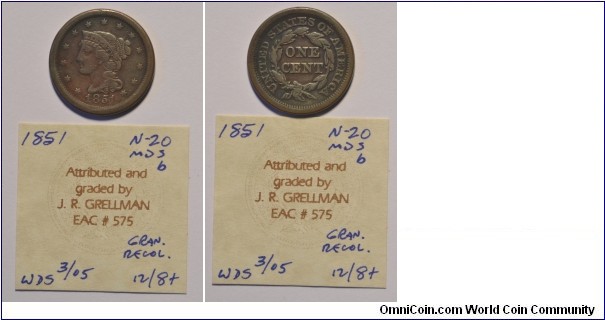 1851
UNITED STATES OF AMERICA
ONE
CENT
1851 N-20
MDS
b
Attributed and
graded by
J. R. GRELLMAN
EAC # 575
GRAN.
RECOL.
WDS 3/05 12/8+
1851 N-20
MDS
b
Attributed and
graded by
J. R. GRELLMAN
EAC # 575
GRAN.
RECOL.
WDS 3/05 12/8+
OmniCoin.com World Coin Community